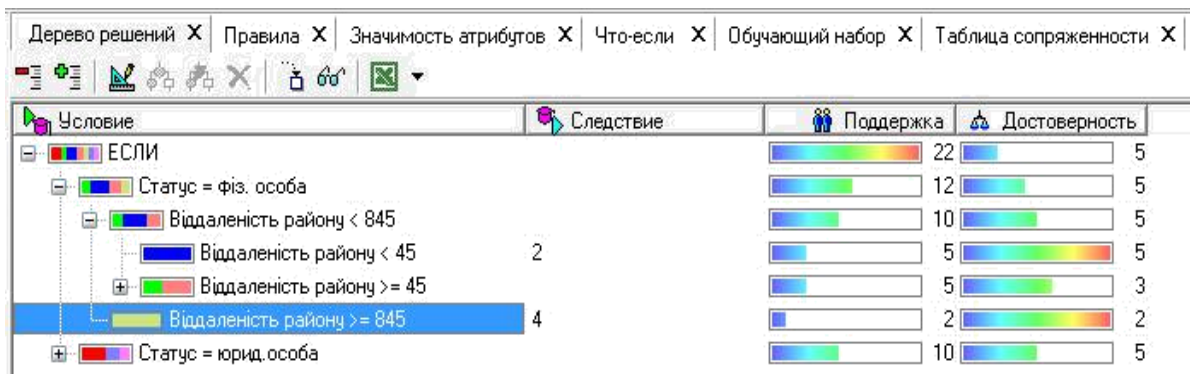 Дерево решений X Правила X Значимость атрибутов X Что-если X Обучающий набор X Таблица сопряженности X
Условие Следствие Поддержка Достоверность
ЕСЛИ 22 5
Статус = фіз. особа 12 5
Віддаленість району < 845 10 5
Віддаленість району < 45 2 5 5
Віддаленість району >= 45 5 3
Віддаленість району >= 845 4 2 2
Статус = юрид.особа 10 5